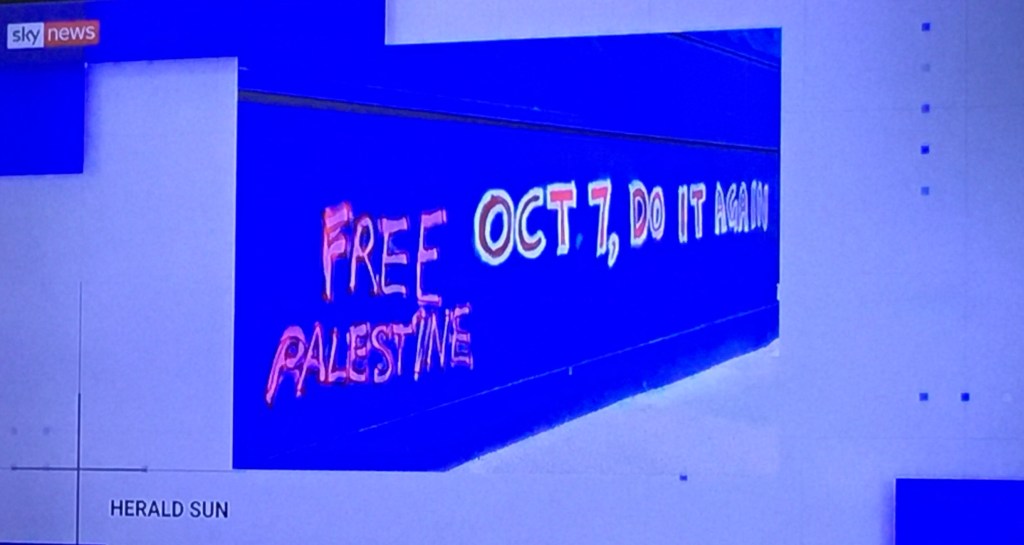 sky news
FREE
PALESTINE
OCT 7, DO IT AGAIN
HERALD SUN